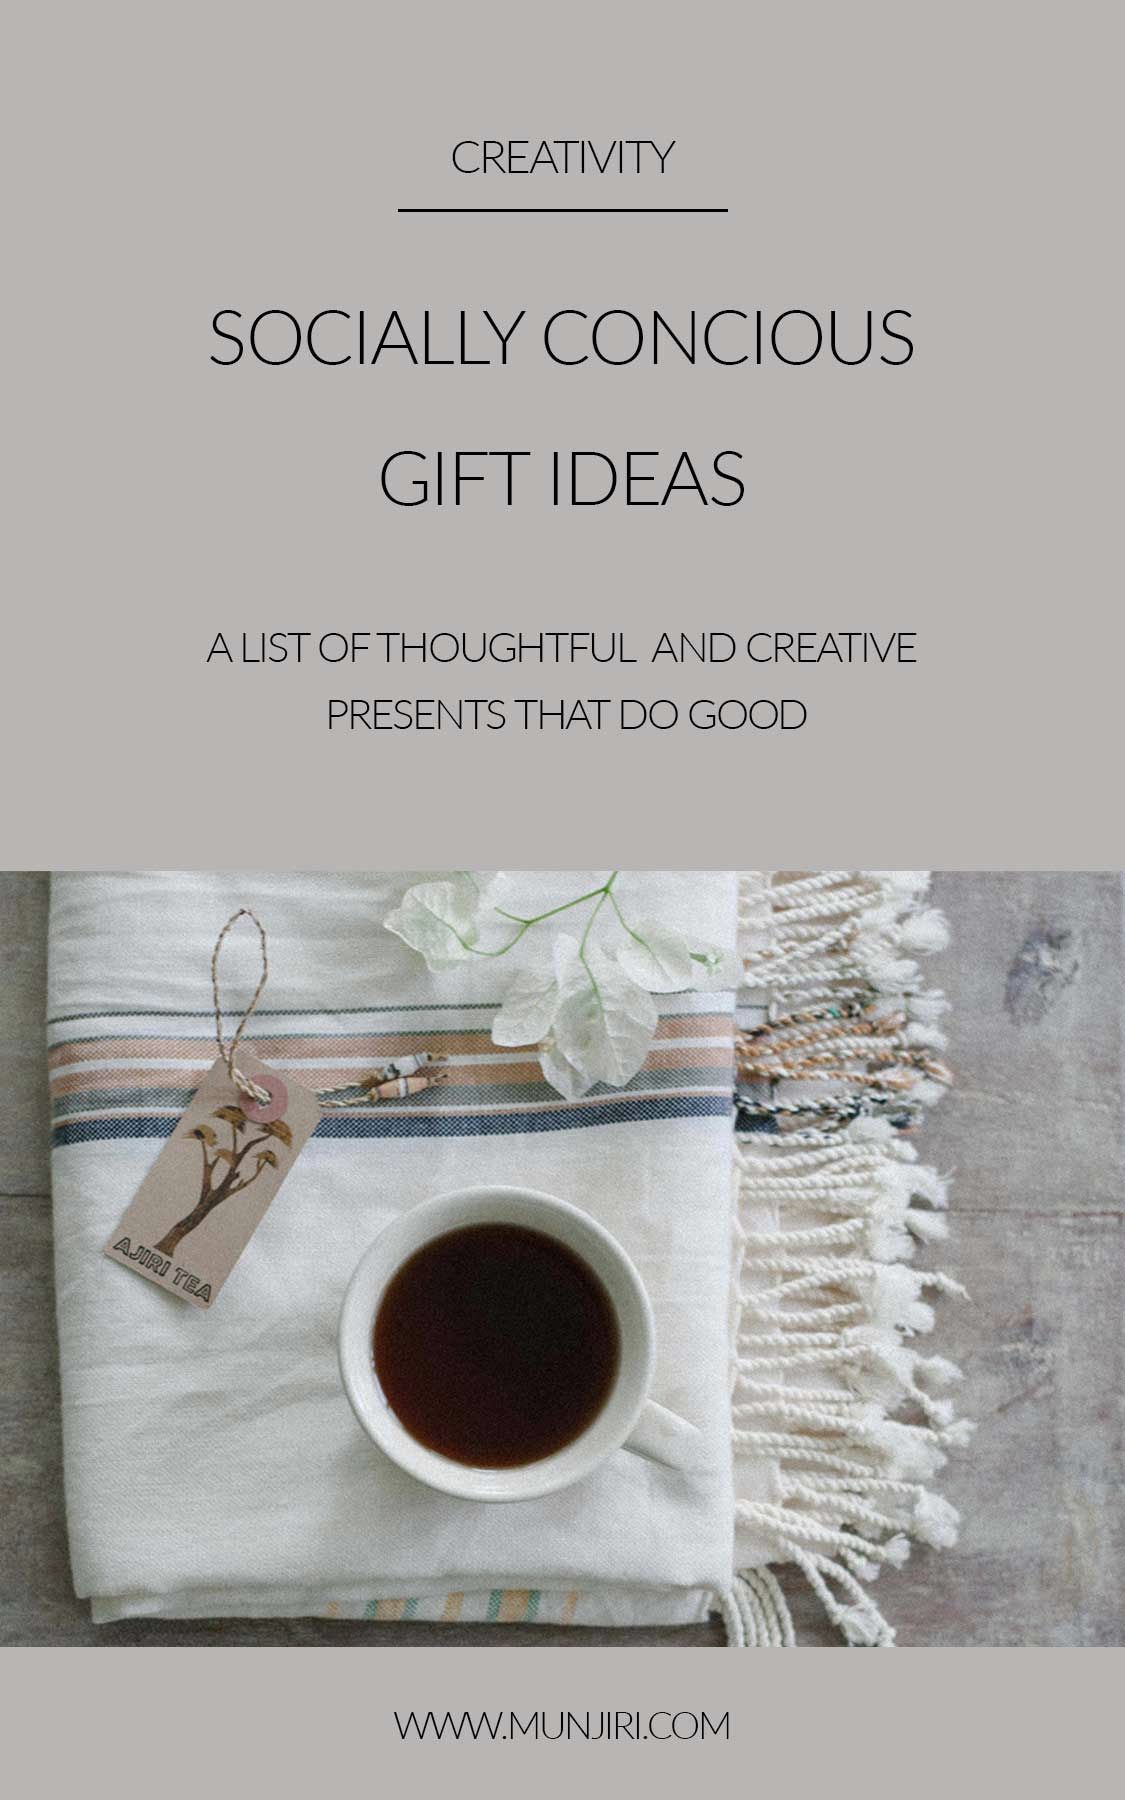 CREATIVITY
SOCIALLY CONCIOUS
GIFT IDEAS
A LIST OF THOUGHTFUL AND CREATIVE
PRESENTS THAT DO GOOD
AJIRI TEA
WWW.MUNJIRI.COM